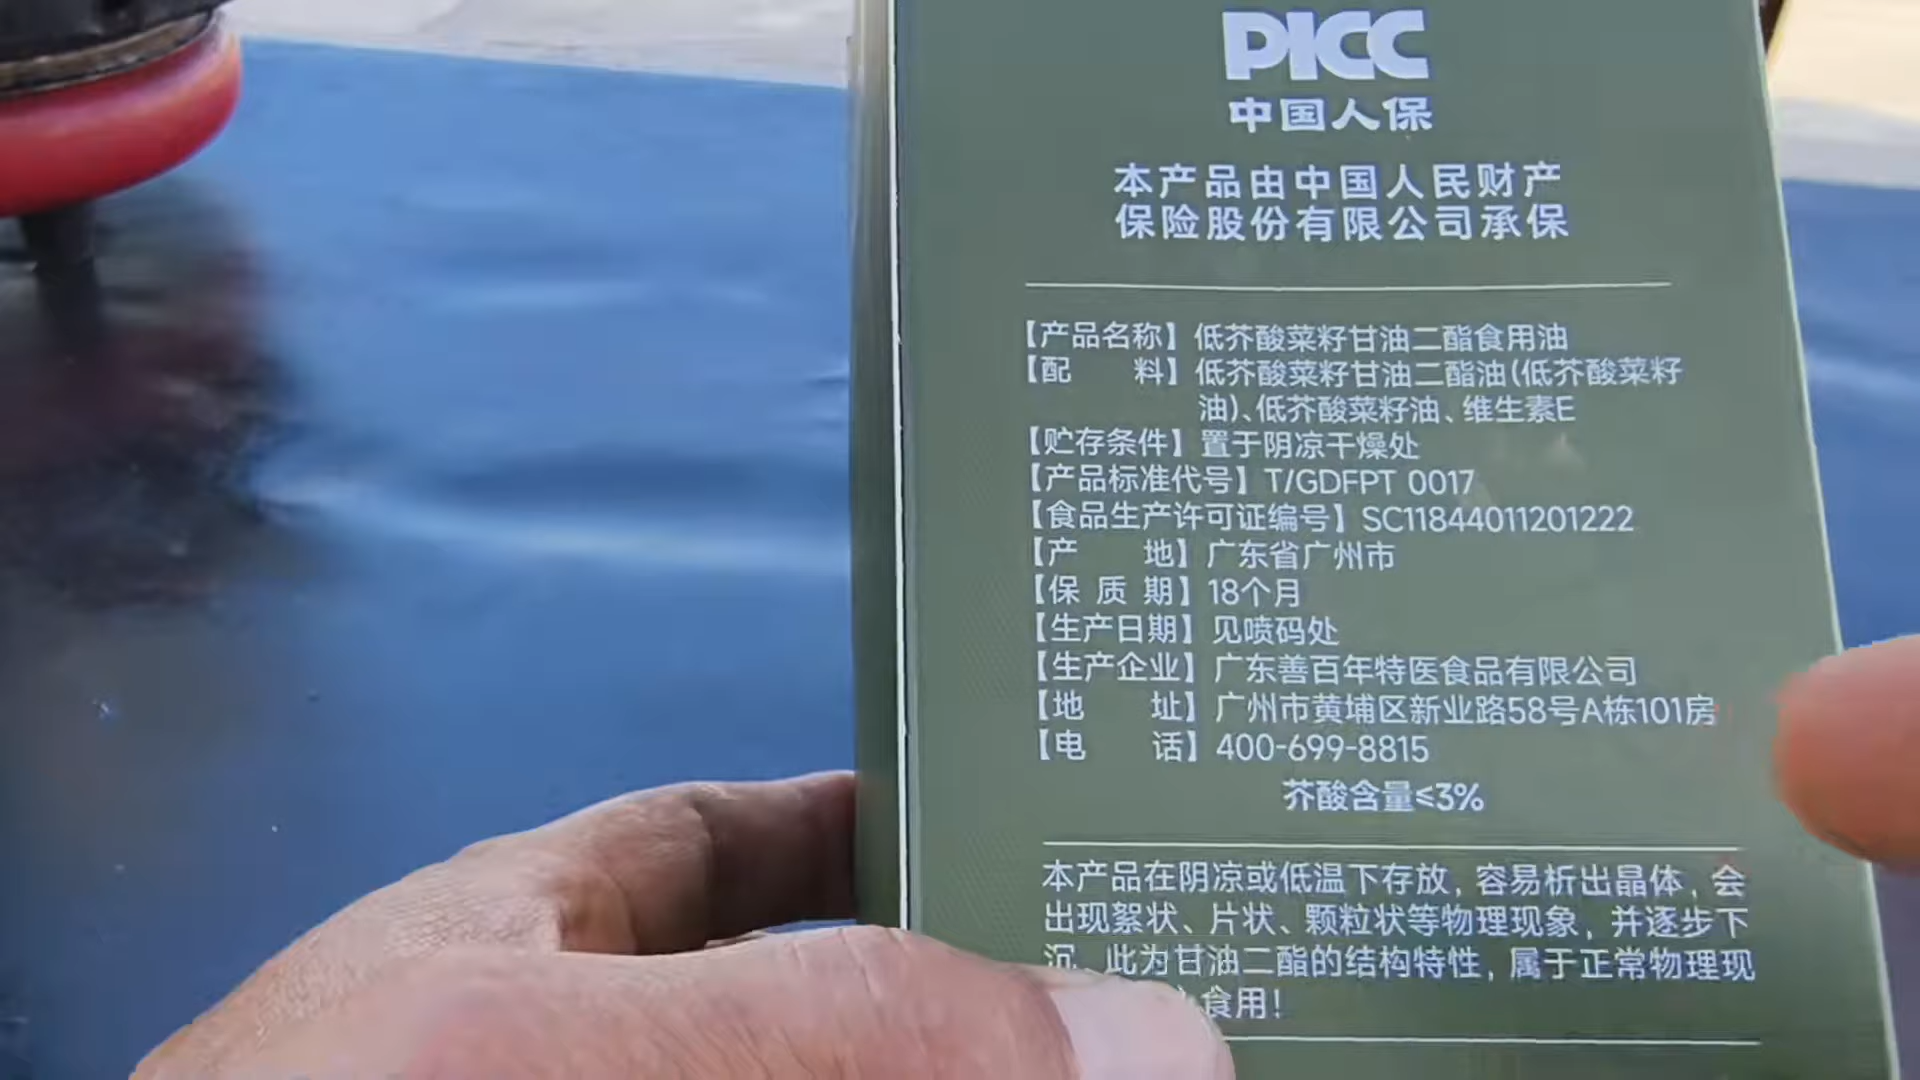 PICC
中国人保
本产品由中国人民财产
保险股份有限公司承保
【产品名称】低芥酸菜籽甘油二酯食用油
【配 料】低芥酸菜籽甘油二酯油(低芥酸菜籽
油)、低芥酸菜籽油、维生素E
【贮存条件】置于阴凉干燥处
【产品标准代号】T/GDFPT 0017
【食品生产许可证编号】SC11844011201222
【产 地】广东省广州市
【保 质 期】18个月
【生产日期】见喷码处
【生产企业】广东善百年特医食品有限公司
【地 址】广州市黄埔区新业路58号A栋101房
【电 话】400-699-8815
芥酸含量≤3%
本产品在阴凉或低温下存放，容易析出晶体，会
出现絮状、片状、颗粒状等物理现象，并逐步下
沉。此为甘油二酯的结构特性，属于正常物理现
食用！